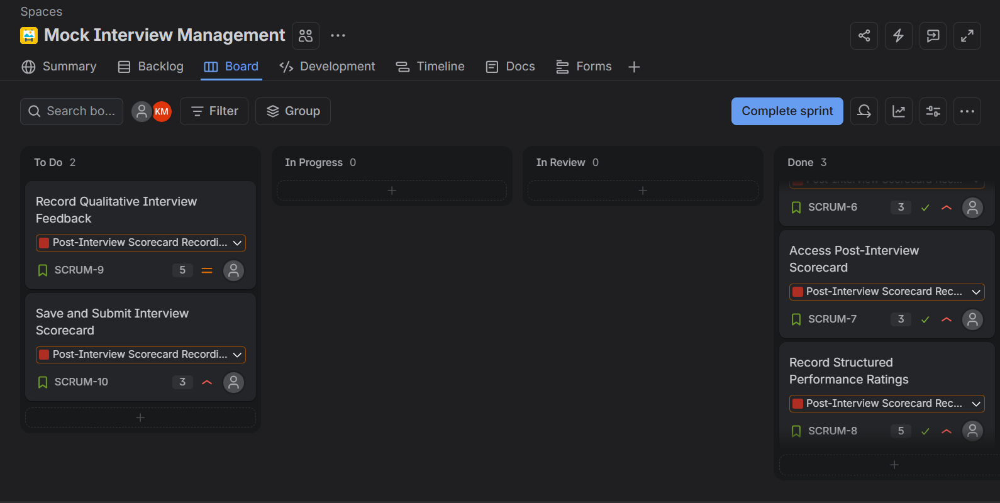 Spaces
Mock Interview Management
Summary
Backlog
Board
Development
Timeline
Docs
Forms
Search bo...
KM
Filter
Group
Complete sprint
To Do 2
Record Qualitative Interview
Feedback
Post-Interview Scorecard Recordi...
SCRUM-9
5
Save and Submit Interview
Scorecard
Post-Interview Scorecard Recordi...
SCRUM-10
3
In Progress 0
In Review 0
Done 3
Post-Interview Scorecard Rec...
SCRUM-6
3
Access Post-Interview
Scorecard
Post-Interview Scorecard Rec...
SCRUM-7
3
Record Structured
Performance Ratings
Post-Interview Scorecard Rec...
SCRUM-8
5